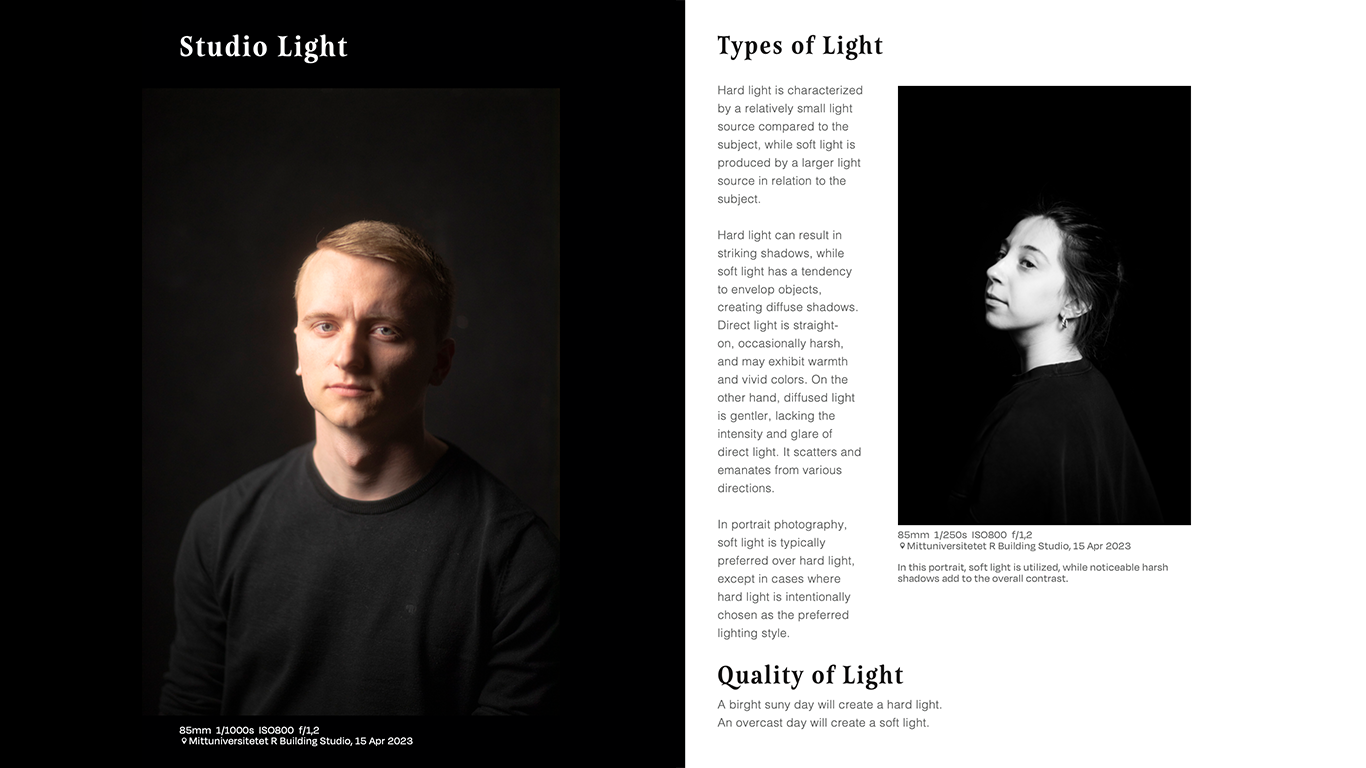 Studio Light
85mm 1/1000s ISO800 f/1,2
Mittuniversitetet R Building Studio, 15 Apr 2023
Types of Light
Hard light is characterized
by a relatively small light
source compared to the
subject, while soft light is
produced by a larger light
source in relation to the
subject.
Hard light can result in
striking shadows, while
soft light has a tendency
to envelop objects,
creating diffuse shadows.
Direct light is straight-
on, occasionally harsh,
and may exhibit warmth
and vivid colors. On the
other hand, diffused light
is gentler, lacking the
intensity and glare of
direct light. It scatters and
emanates from various
directions.
In portrait photography,
soft light is typically
preferred over hard light,
except in cases where
hard light is intentionally
chosen as the preferred
lighting style.
85mm 1/250s ISO800 f/1,2
Mittuniversitetet R Building Studio, 15 Apr 2023
In this portrait, soft light is utilized, while noticeable harsh
shadows add to the overall contrast.
Quality of Light
A birght suny day will create a hard light.
An overcast day will create a soft light.